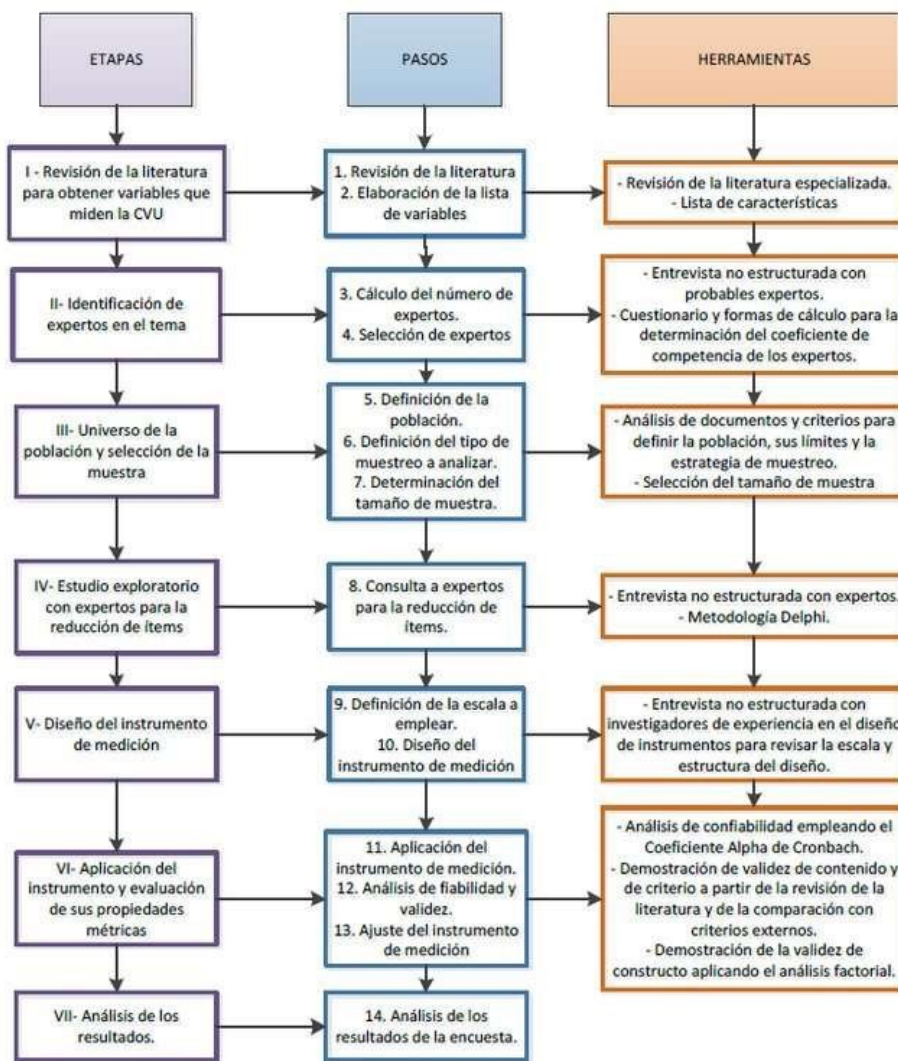 ETAPAS
PASOS
HERRAMIENTAS
I - Revisión de la literatura
para obtener variables que
miden la CVU
1. Revisión de la literatura
2. Elaboración de la lista
de variables
- Revisión de la literatura especializada.
- Lista de características
II- Identificación de
expertos en el tema
3. Cálculo del número de
expertos.
4. Selección de expertos
- Entrevista no estructurada con
probables expertos.
- Cuestionario y formas de cálculo para la
determinación del coeficiente de
competencia de los expertos.
III- Universo de la
población y selección de la
muestra
5. Definición de la
población.
6. Definición del tipo de
muestreo a analizar.
7. Determinación del
tamaño de muestra.
- Análisis de documentos y criterios para
definir la población, sus límites y la
estrategia de muestreo.
- Selección del tamaño de muestra
IV- Estudio exploratorio
con expertos para la
reducción de ítems
8. Consulta a expertos
para la reducción de
ítems.
- Entrevista no estructurada con expertos.
- Metodología Delphi.
V- Diseño del instrumento
de medición
9. Definición de la escala a
emplear.
10. Diseño del
instrumento de medición
- Entrevista no estructurada con
investigadores de experiencia en el diseño
de instrumentos para revisar la escala y
estructura del diseño.
VI- Aplicación del
instrumento y evaluación
de sus propiedades
métricas
11. Aplicación del
instrumento de medición.
12. Análisis de fiabilidad y
validez.
13. Ajuste del instrumento
de medición
- Análisis de confiabilidad empleando el
Coeficiente Alpha de Cronbach.
- Demostración de validez de contenido y
de criterio a partir de la revisión de la
literatura y de la comparación con
criterios externos.
- Demostración de la validez de
constructo aplicando el análisis factorial.
VII- Análisis de los
resultados.
14. Análisis de los
resultados de la encuesta.